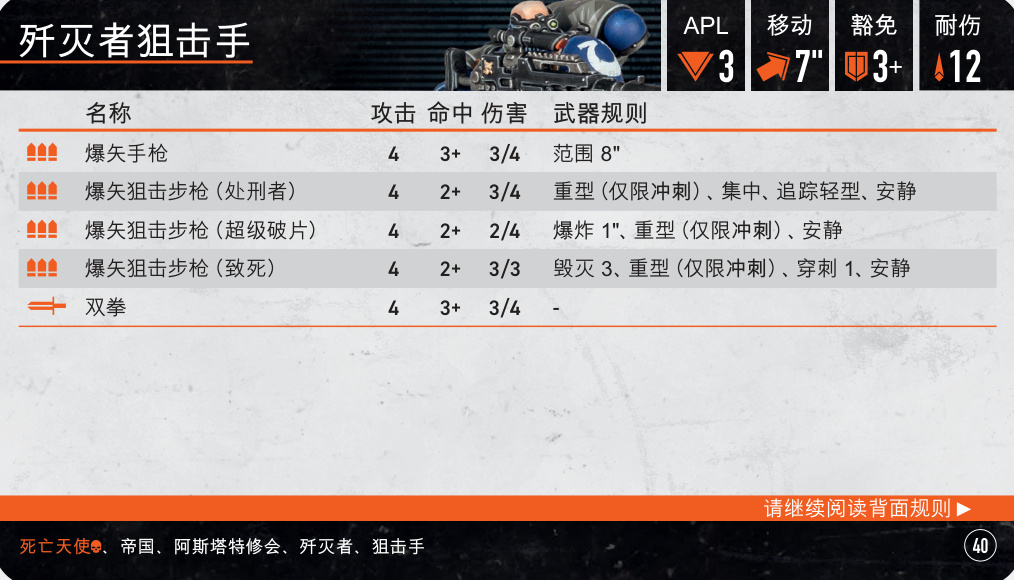 歼灭者狙击手
APL 移动 豁免 耐伤
3 7" 3+ 12
名称 攻击 命中 伤害 武器规则
爆矢手枪 4 3+ 3/4 范围 8"
爆矢狙击步枪（处刑者） 4 2+ 3/4 重型（仅限冲刺）、集中、追踪轻型、安静
爆矢狙击步枪（超级破片） 4 2+ 2/4 爆炸 1"、重型（仅限冲刺）、安静
爆矢狙击步枪（致死） 4 2+ 3/3 毁灭 3、重型（仅限冲刺）、穿刺 1、安静
双拳 4 3+ 3/4 -
请继续阅读背面规则▶
死亡天使、帝国、阿斯塔特修会、歼灭者、狙击手 40